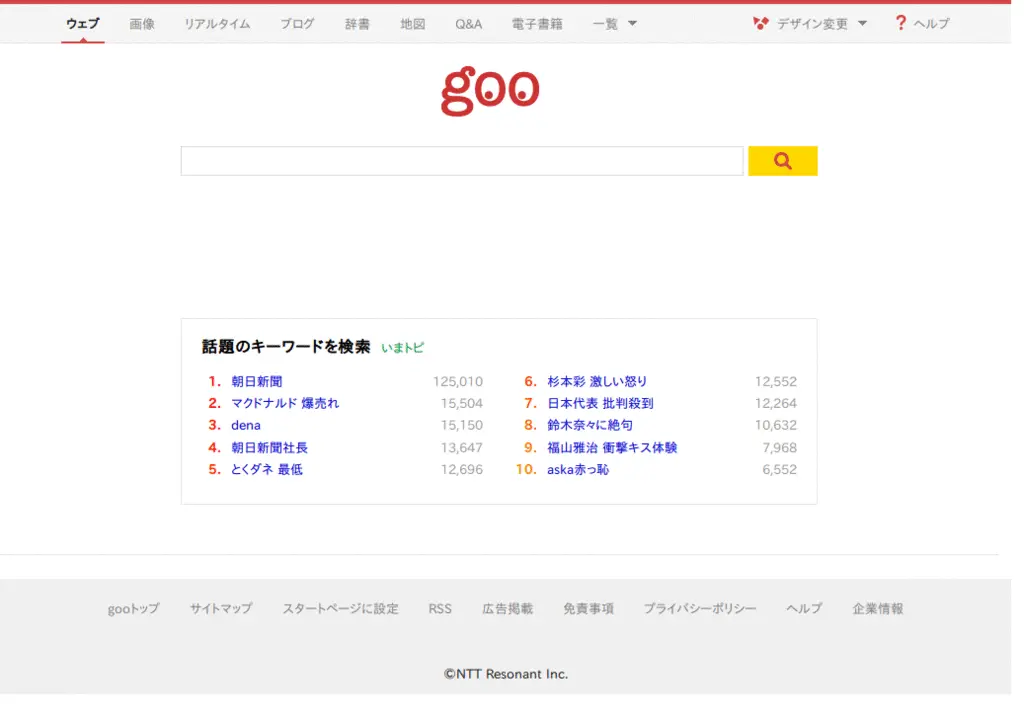 ウェブ 画像 リアルタイム ブログ 辞書 地図 Q&A 電子書籍 一覧 デザイン変更 ? ヘルプ
goo
話題のキーワードを検索 いまトピ
1. 朝日新聞 125,010 6. 杉本彩 激しい怒り 12,552
2. マクドナルド 爆売れ 15,504 7. 日本代表 批判殺到 12,264
3. dena 15,150 8. 鈴木奈々に絶句 10,632
4. 朝日新聞社長 13,647 9. 福山雅治 衝撃キス体験 7,968
5. とくダネ 最低 12,696 10. aska赤っ恥 6,552
gooトップ サイトマップ スタートページに設定 RSS 広告掲載 免責事項 プライバシーポリシー ヘルプ 企業情報
©NTT Resonant Inc.